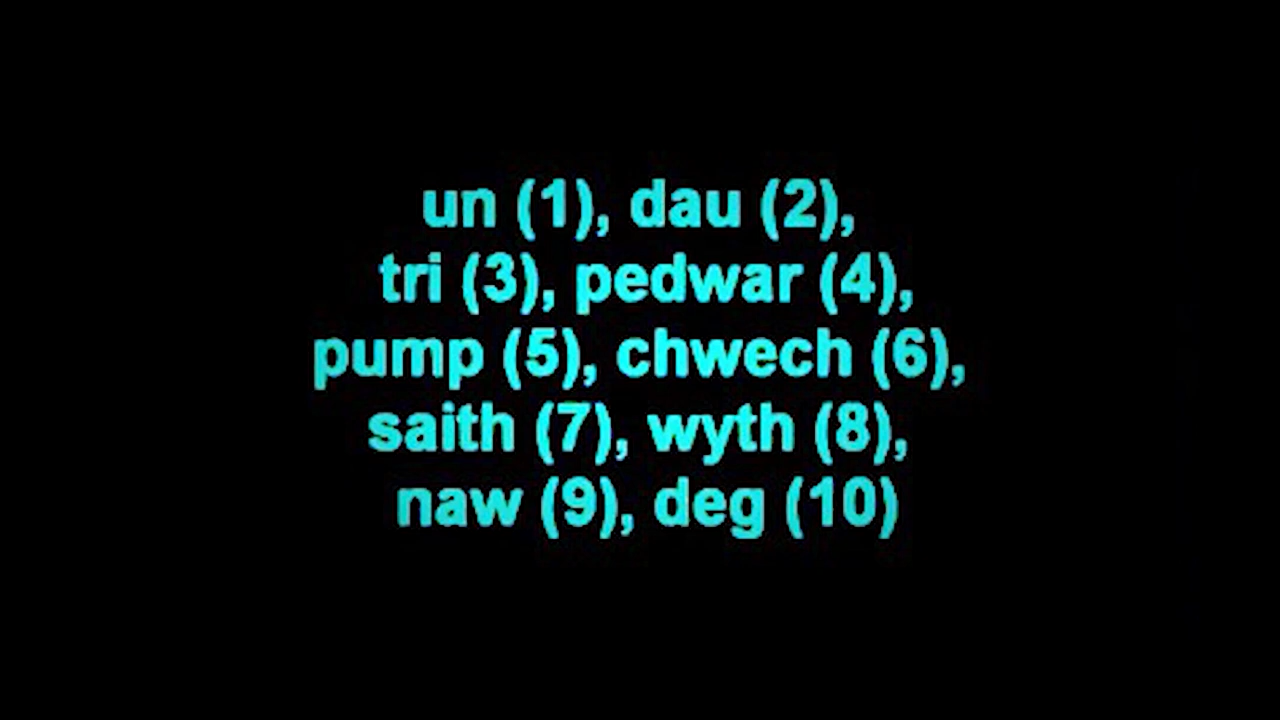 un (1), dau (2),
tri (3), pedwar (4),
pump (5), chwech (6),
saith (7), wyth (8),
naw (9), deg (10)